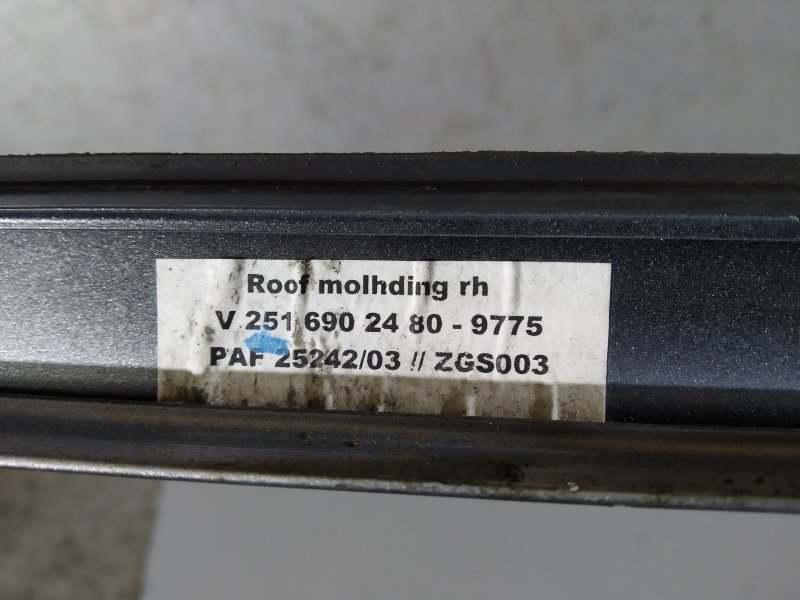 Roof molhding rh
V 251 690 24 80 - 9775
PAF 25242/03 // ZGS003